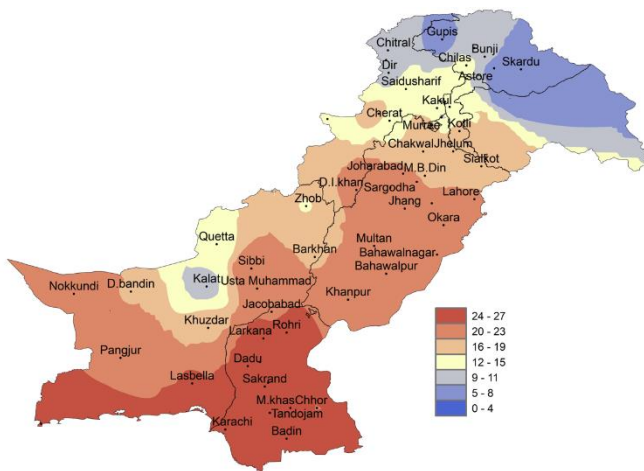 Gupis
Chitral
Bunji
Dir
Chilas
Skardu
Astore
Saidusharif
Kakul
Cherat
Murree
Kotli
Chakwal Jhelum
Sialkot
Joharabad M.B.Din
D.I.khan
Sargodha
Lahore
Zhob
Jhang
Okara
Quetta
Multan
Barkhan
Bahawalnagar
Sibbi
Bahawalpur
Nokkundi
D.bandin
Kalat
Usta Muhammad
Khanpur
Jacobabad
Khuzdar
Rohri
Larkana
Pangjur
Dadu
Lasbella
Sakrand
M.khas Chhor
Tandojam
Karachi
Badin
24 - 27
20 - 23
16 - 19
12 - 15
9 - 11
5 - 8
0 - 4